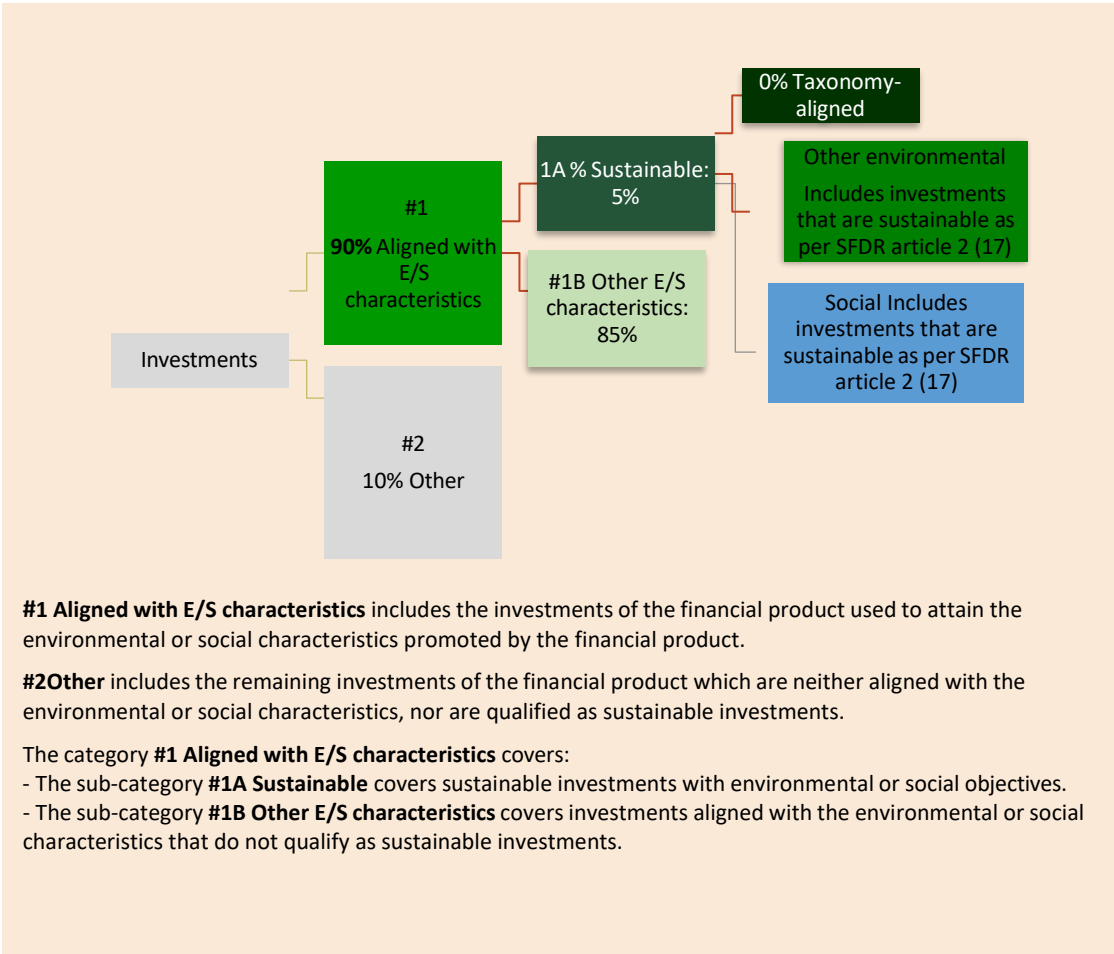 0% Taxonomy-
aligned
Other environmental
Includes investments
that are sustainable as
per SFDR article 2 (17)
1A % Sustainable:
5%
#1
90% Aligned with
E/S
characteristics
#1B Other E/S
characteristics:
85%
Social Includes
investments that are
sustainable as per SFDR
article 2 (17)
Investments
#2
10% Other
#1 Aligned with E/S characteristics includes the investments of the financial product used to attain the
environmental or social characteristics promoted by the financial product.
#2Other includes the remaining investments of the financial product which are neither aligned with the
environmental or social characteristics, nor are qualified as sustainable investments.
The category #1 Aligned with E/S characteristics covers:
- The sub-category #1A Sustainable covers sustainable investments with environmental or social objectives.
- The sub-category #1B Other E/S characteristics covers investments aligned with the environmental or social
characteristics that do not qualify as sustainable investments.